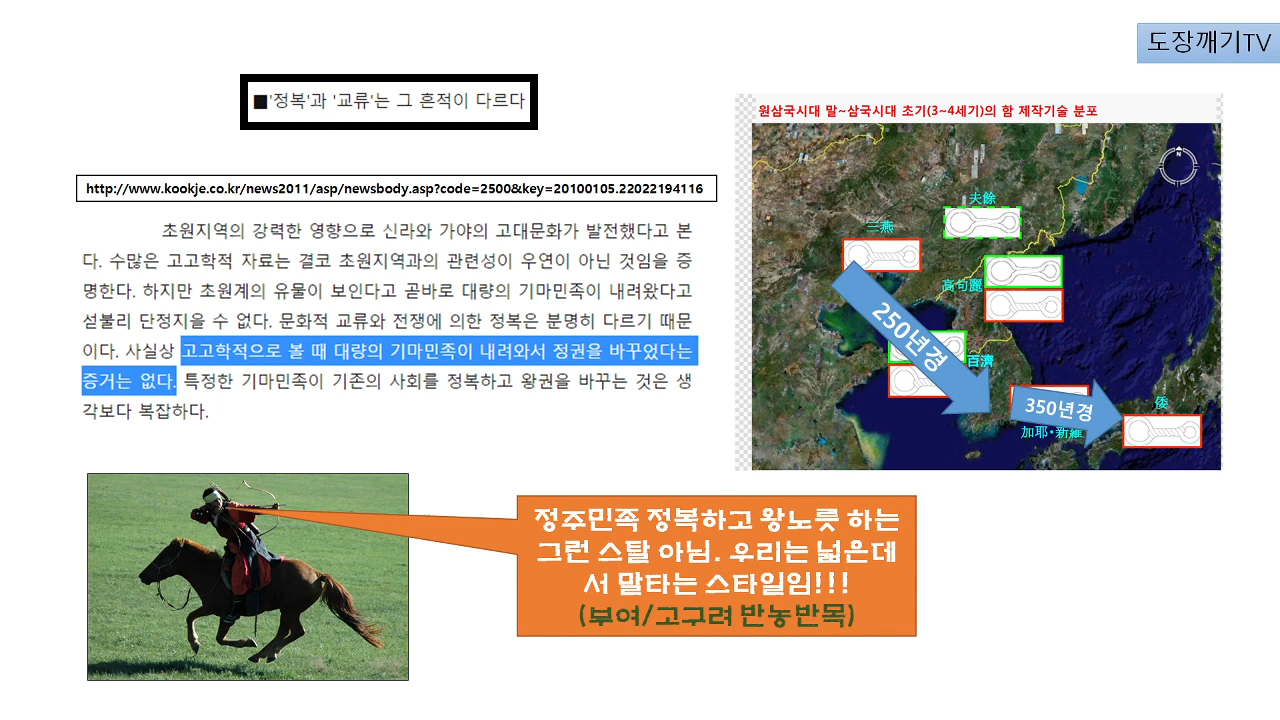 도장깨기TV
■'정복'과 '교류'는 그 흔적이 다르다
http://www.kookje.co.kr/news2011/asp/newsbody.asp?code=2500&key=20100105.22022194116
초원지역의 강력한 영향으로 신라와 가야의 고대문화가 발전했다고 본
다. 수많은 고고학적 자료는 결코 초원지역과의 관련성이 우연이 아닌 것임을 증
명한다. 하지만 초원계의 유물이 보인다고 곧바로 대량의 기마민족이 내려왔다고
섣불리 단정지을 수 없다. 문화적 교류와 전쟁에 의한 정복은 분명히 다르기 때문
이다. 사실상 고고학적으로 볼 때 대량의 기마민족이 내려와서 정권을 바꾸었다는
증거는 없다. 특정한 기마민족이 기존의 사회를 정복하고 왕권을 바꾸는 것은 생
각보다 복잡하다.
원삼국시대 말~삼국시대 초기(3~4세기)의 함 제작기술 분포
N
夫餘
三燕
高句麗
250년경
百濟
350년경
倭
加耶·新羅
정주민족 정복하고 왕노릇 하는
그런 스탈 아님. 우리는 넓은데
서 말타는 스타일임!!!
(부여/고구려 반농반목)